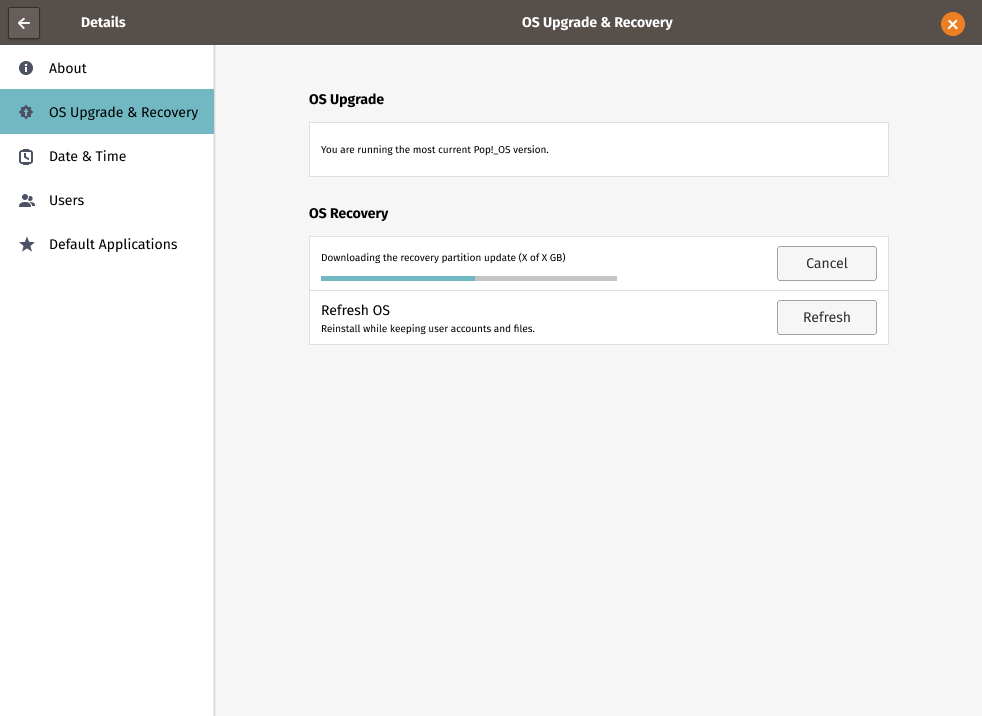 Details
OS Upgrade & Recovery
About
OS Upgrade & Recovery
Date & Time
Users
Default Applications
OS Upgrade
You are running the most current Pop!_OS version.
OS Recovery
Downloading the recovery partition update (X of X GB)
Cancel
Refresh OS
Reinstall while keeping user accounts and files.
Refresh